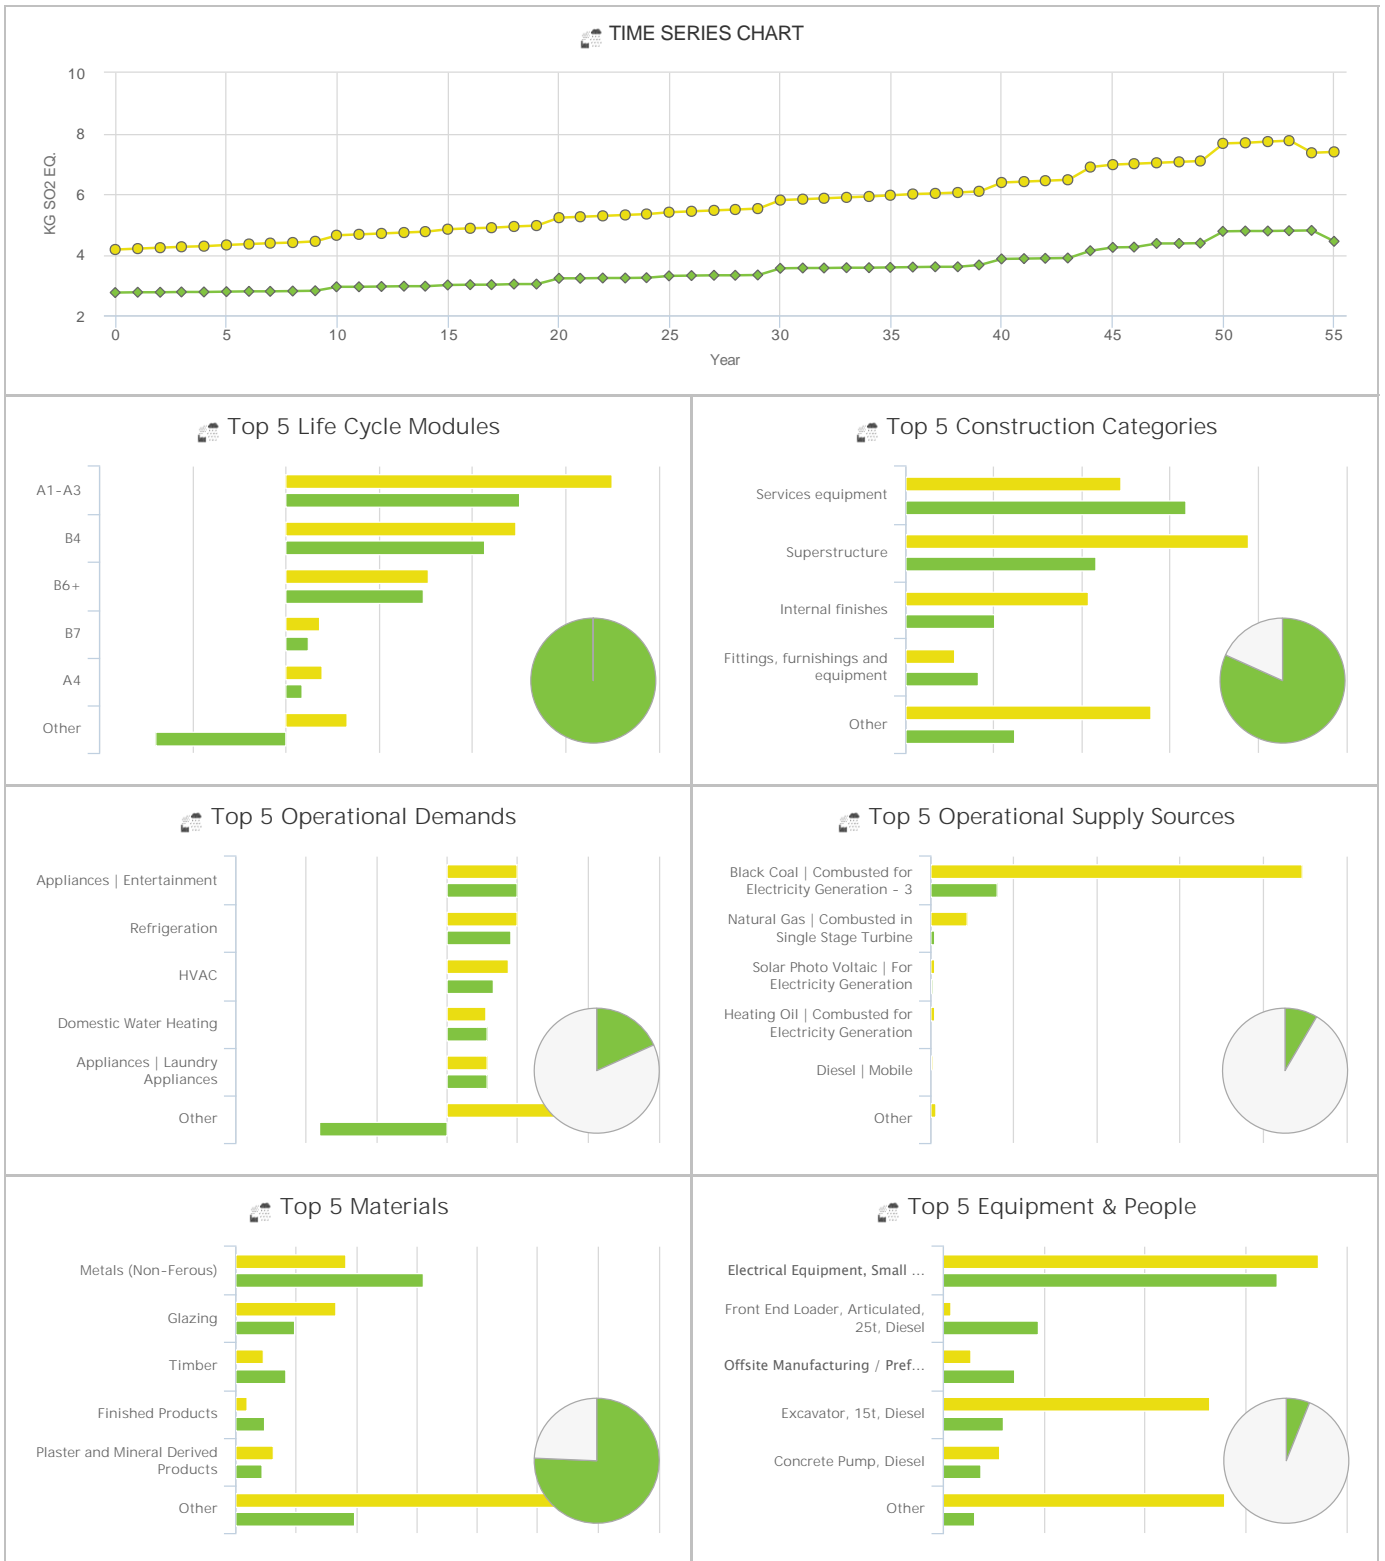 TIME SERIES CHART
10
8
6
4
2
KG SO2 EQ.
0 5 10 15 20 25 30 35 40 45 50 55
Year
Top 5 Life Cycle Modules
A1-A3
B4
B6+
B7
A4
Other
Top 5 Construction Categories
Services equipment
Superstructure
Internal finishes
Fittings, furnishings and
equipment
Other
Top 5 Operational Demands
Appliances | Entertainment
Refrigeration
HVAC
Domestic Water Heating
Appliances | Laundry
Appliances
Other
Top 5 Operational Supply Sources
Black Coal | Combusted for
Electricity Generation - 3
Natural Gas | Combusted in
Single Stage Turbine
Solar Photo Voltaic | For
Electricity Generation
Heating Oil | Combusted for
Electricity Generation
Diesel | Mobile
Other
Top 5 Materials
Metals (Non-Ferous)
Glazing
Timber
Finished Products
Plaster and Mineral Derived
Products
Other
Top 5 Equipment & People
Electrical Equipment, Small ...
Front End Loader, Articulated,
25t, Diesel
Offsite Manufacturing / Pref...
Excavator, 15t, Diesel
Concrete Pump, Diesel
Other